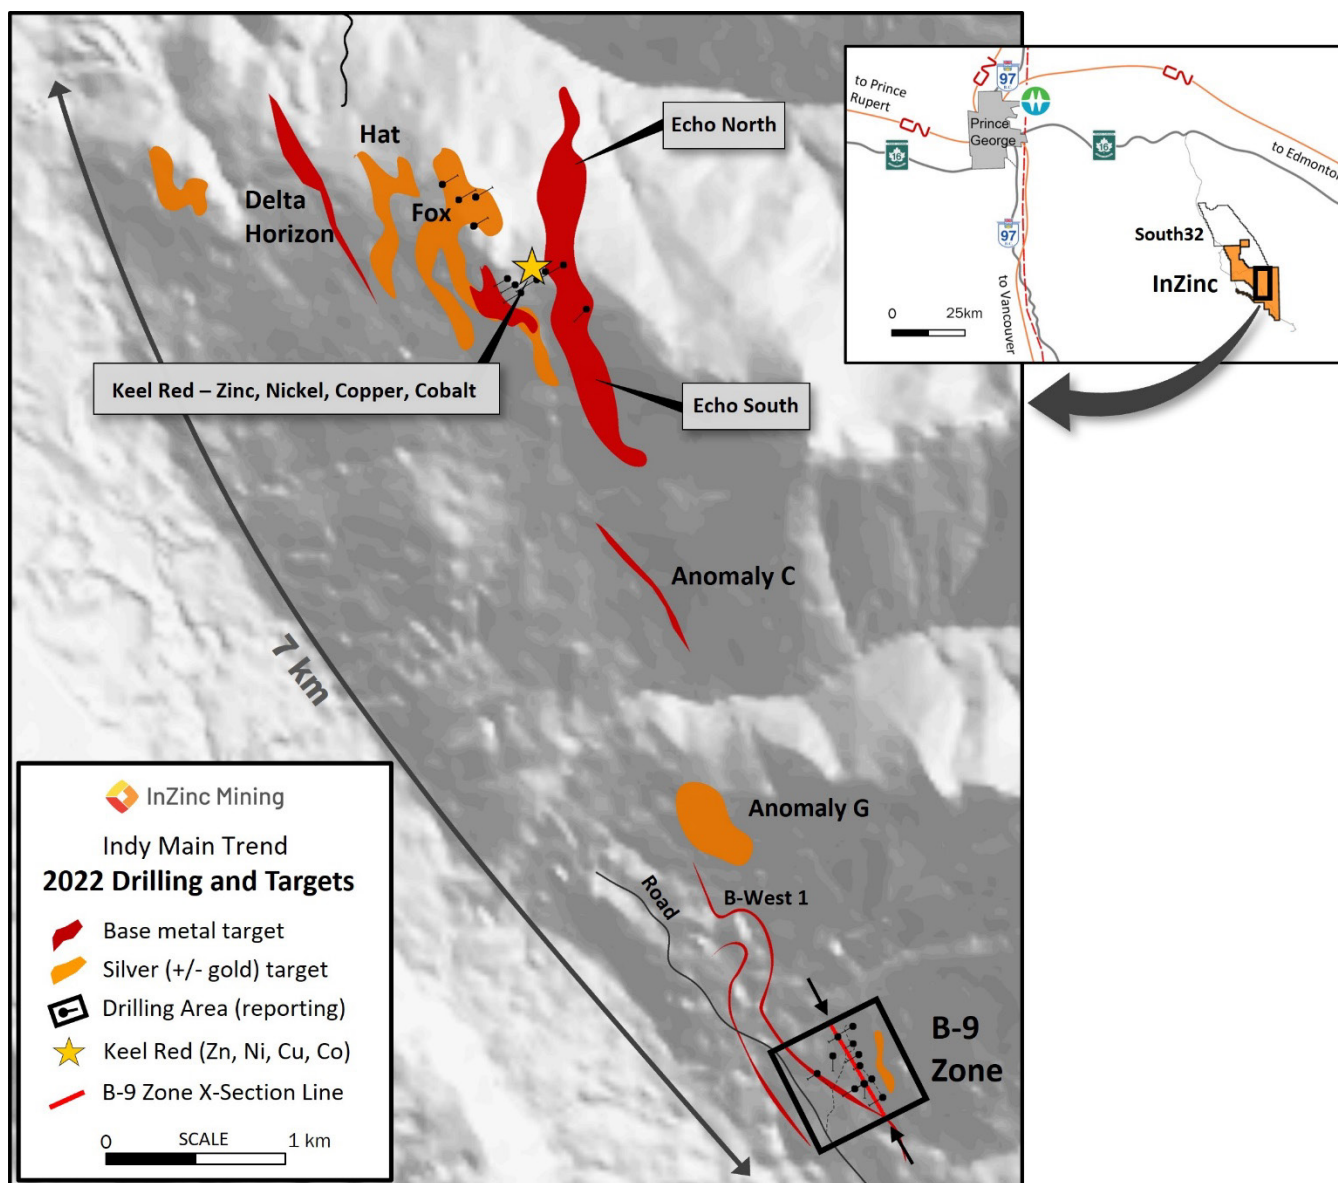 Hat
Echo North
Delta
Horizon
Fox
Keel Red – Zinc, Nickel, Copper, Cobalt
Echo South
Anomaly C
7 km
Anomaly G
B-West 1
Road
B-9
Zone
InZinc Mining
Indy Main Trend
2022 Drilling and Targets
Base metal target
Silver (+/- gold) target
Drilling Area (reporting)
Keel Red (Zn, Ni, Cu, Co)
B-9 Zone X-Section Line
0 SCALE 1 km
to Prince
Rupert
CN
97
CN
Prince
George
16
CN
16
to Edmonton
97
South32
InZinc
to Vancouver
0 25km